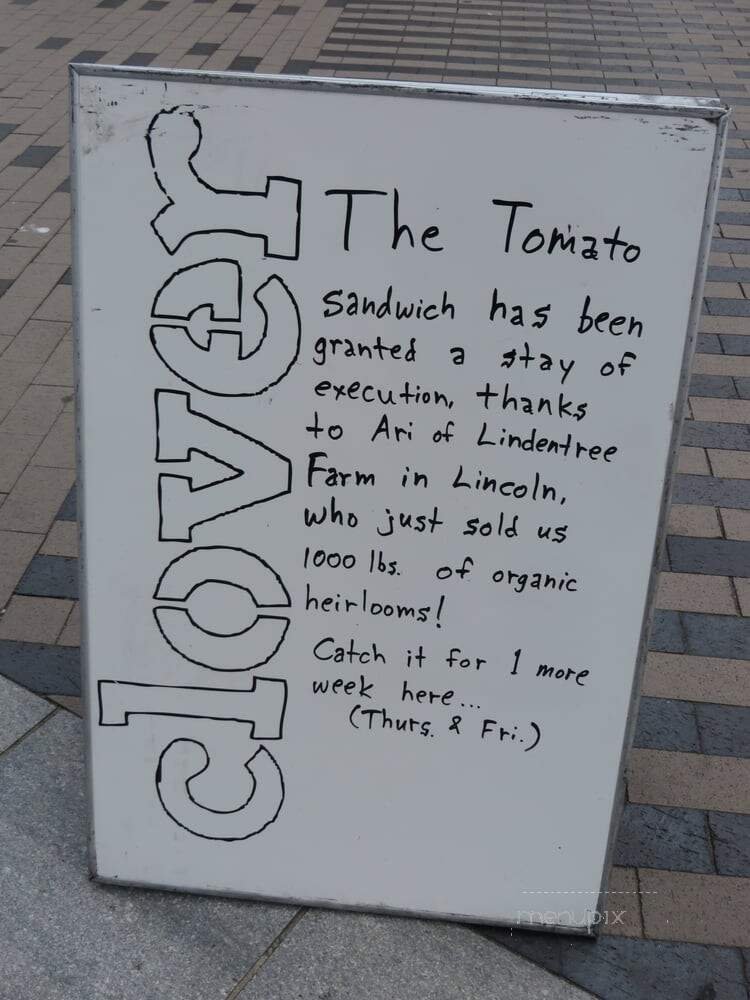 clover
The Tomato
Sandwich has been
granted a stay of
execution, thanks
to Ari of Lindentree
Farm in Lincoln,
who just sold us
1000 lbs. of organic
heirlooms!
Catch it for 1 more
week here...
(Thurs. & Fri.)
menupix